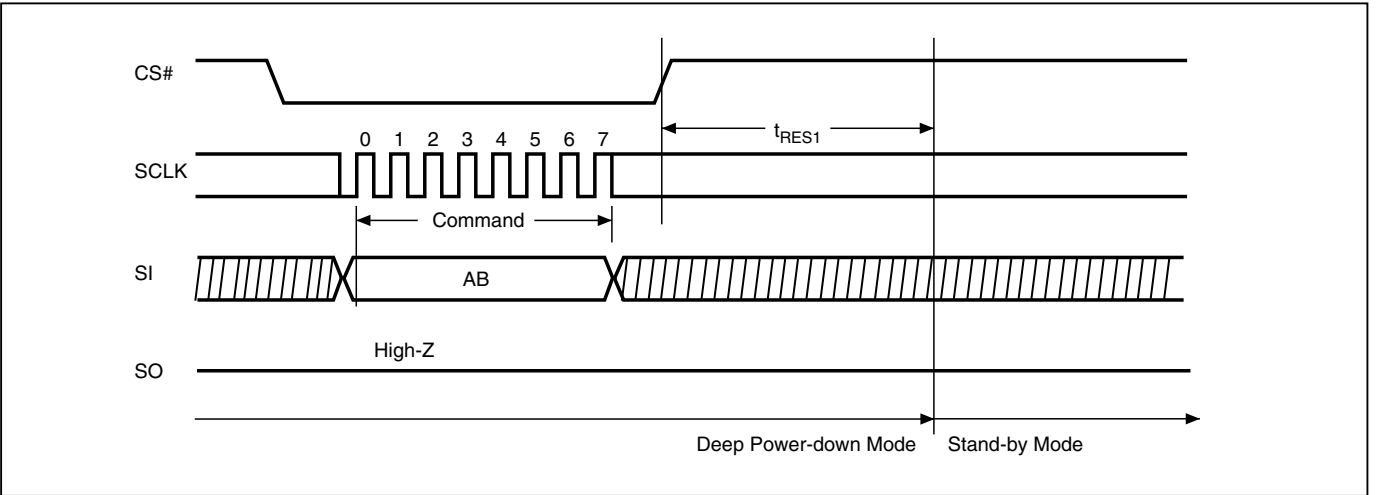 CS#
tRES1
0 1 2 3 4 5 6 7
SCLK
Command
SI
AB
High-Z
SO
Deep Power-down Mode
Stand-by Mode